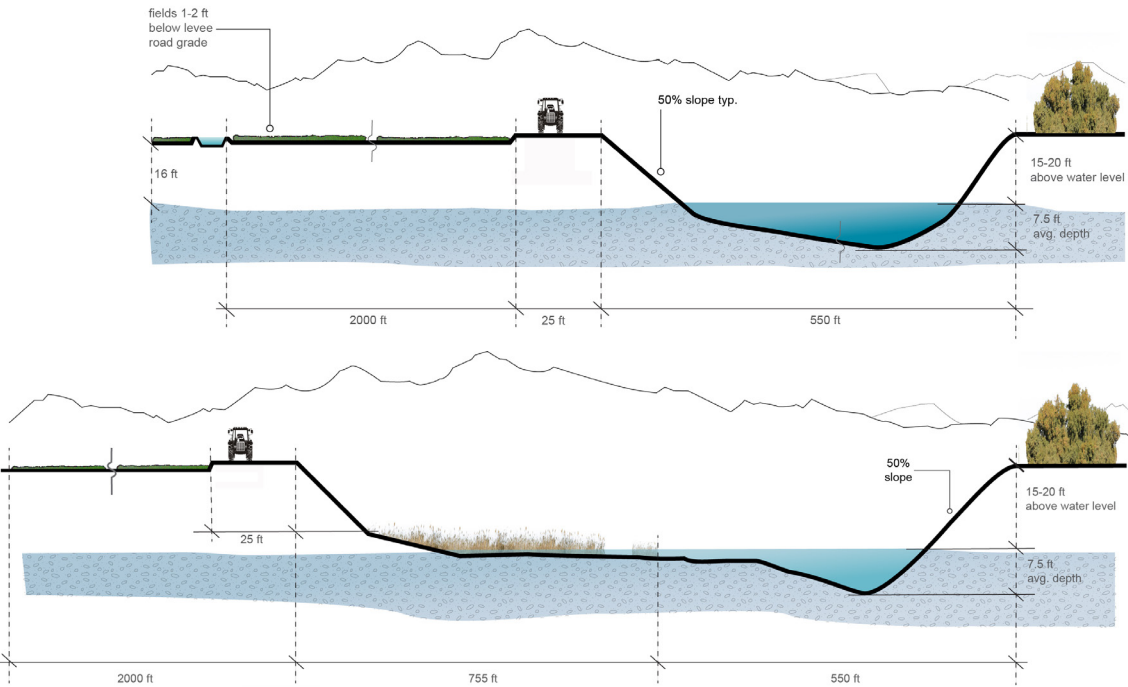 fields 1-2 ft
below levee
road grade
50% slope typ.
16 ft
15-20 ft
above water level
7.5 ft
avg. depth
2000 ft
25 ft
550 ft
50%
slope
15-20 ft
above water level
25 ft
7.5 ft
avg. depth
2000 ft
755 ft
550 ft